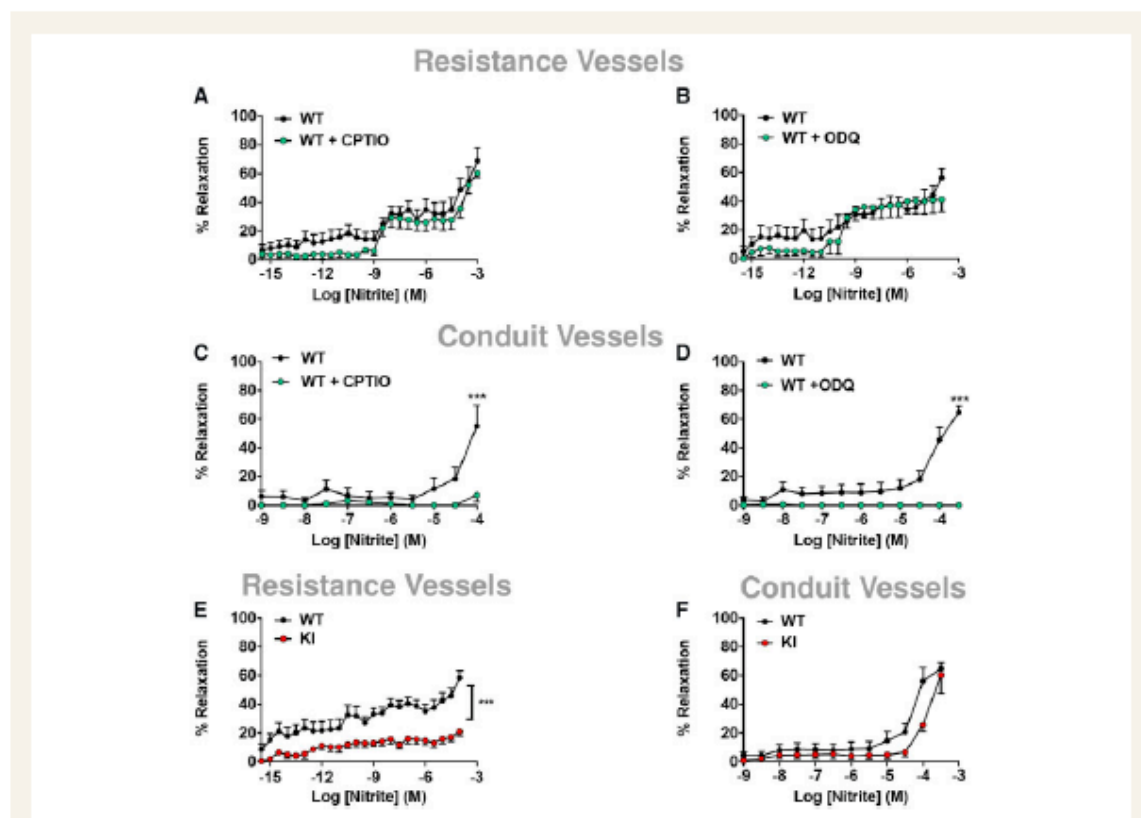 Resistance Vessels
A
WT
WT + CPTIO
% Relaxation
100
80
60
40
20
0
-15 -12 -9 -6 -3
Log [Nitrite] (M)
B
WT
WT + ODQ
% Relaxation
100
80
60
40
20
0
-15 -12 -9 -6 -3
Log [Nitrite] (M)
Conduit Vessels
C
WT
WT + CPTIO
***
% Relaxation
100
80
60
40
20
0
-9 -8 -7 -6 -5 -4
Log [Nitrite] (M)
D
WT
WT +ODQ
***
% Relaxation
100
80
60
40
20
0
-9 -8 -7 -6 -5 -4 -3
Log [Nitrite] (M)
Resistance Vessels
E
WT
KI
***
% Relaxation
100
80
60
40
20
0
-15 -12 -9 -6 -3
Log [Nitrite] (M)
Conduit Vessels
F
WT
KI
% Relaxation
100
80
60
40
20
0
-9 -8 -7 -6 -5 -4 -3
Log [Nitrite] (M)